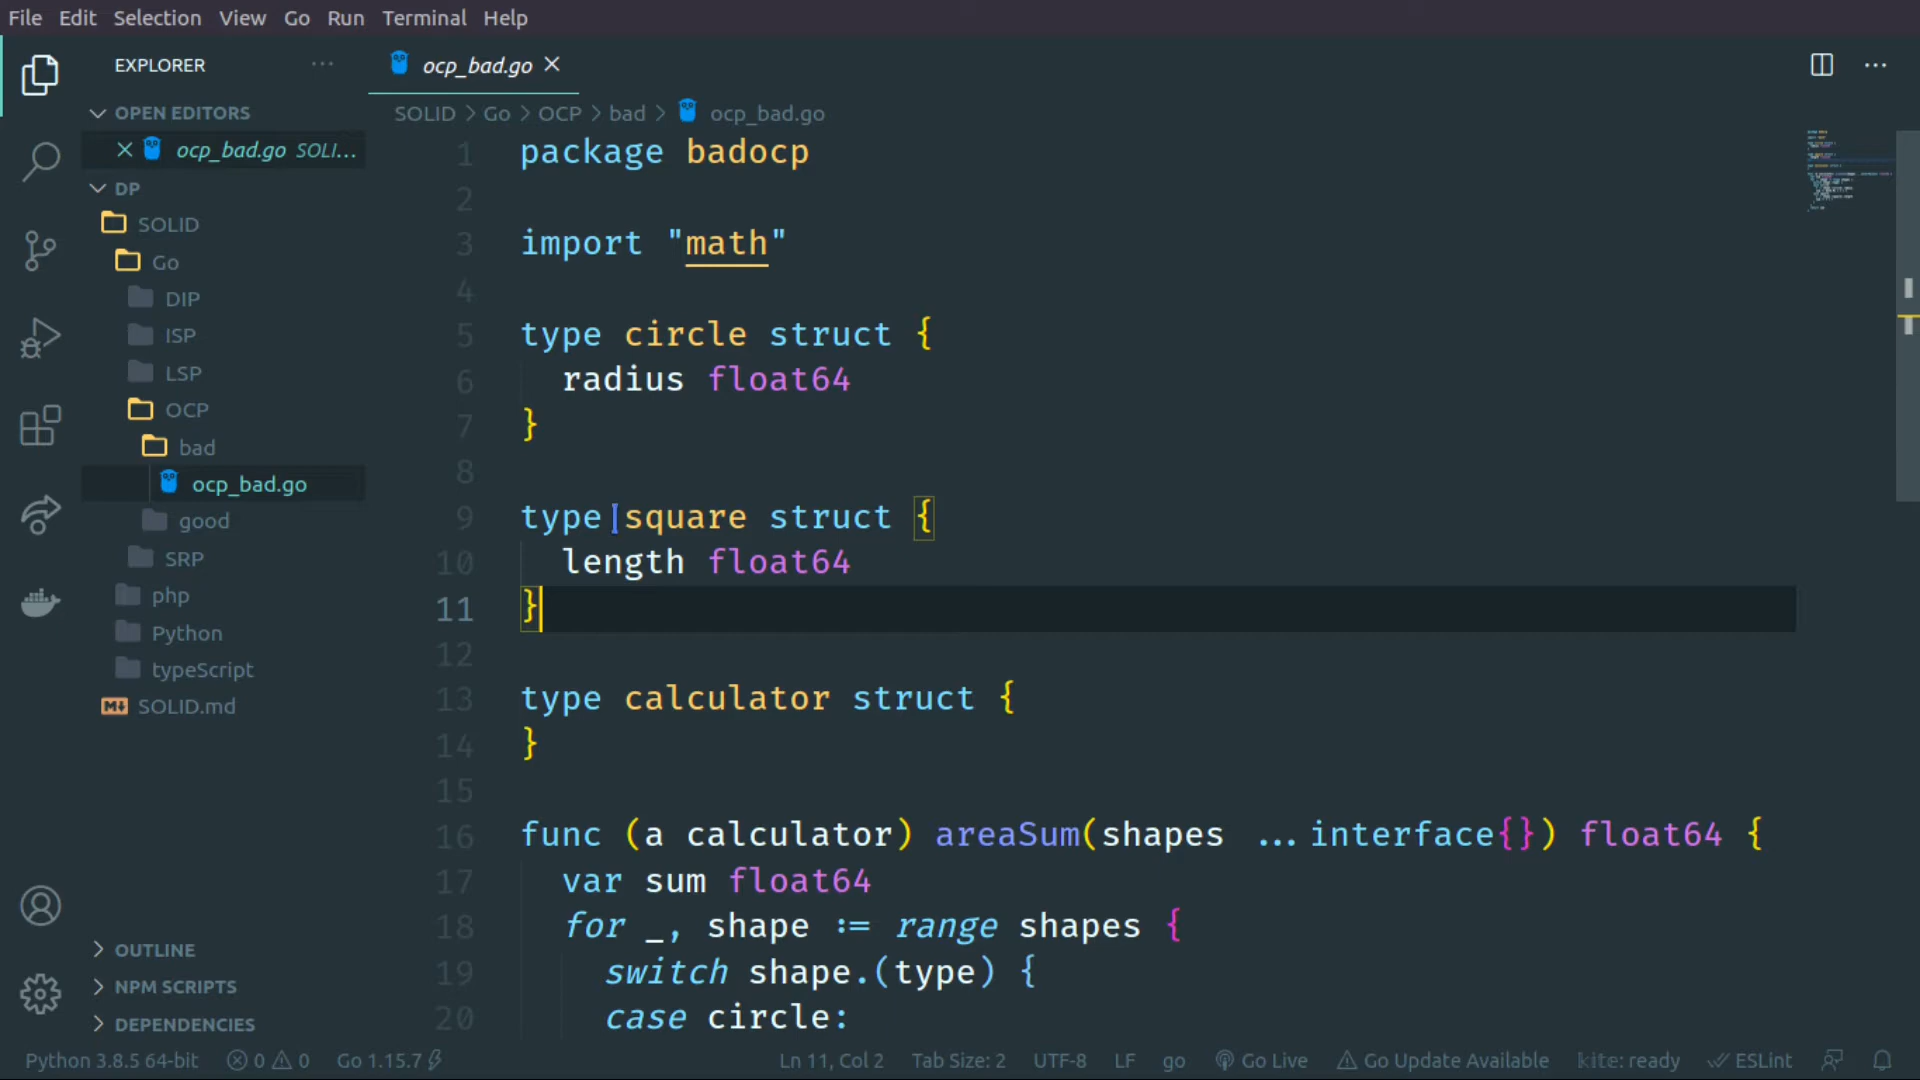 File Edit Selection View Go Run Terminal Help
EXPLORER ...
ocp_bad.go
OPEN EDITORS
ocp_bad.go SOLI...
DP
SOLID
Go
DIP
ISP
LSP
OCP
bad
ocp_bad.go
good
SRP
php
Python
typeScript
SOLID.md
OUTLINE
NPM SCRIPTS
DEPENDENCIES
SOLID > Go > OCP > bad > ocp_bad.go
1 package badocp
2
3 import "math"
4
5 type circle struct {
6 radius float64
7 }
8
9 type square struct {
10 length float64
11 }
12
13 type calculator struct {
14 }
15
16 func (a calculator) areaSum(shapes ...interface{}) float64 {
17 var sum float64
18 for _, shape := range shapes {
19 switch shape.(type) {
20 case circle:
Python 3.8.5 64-bit 0 0 Go 1.15.7 Ln 11, Col 2 Tab Size: 2 UTF-8 LF go Go Live Go Update Available kite: ready ESLint